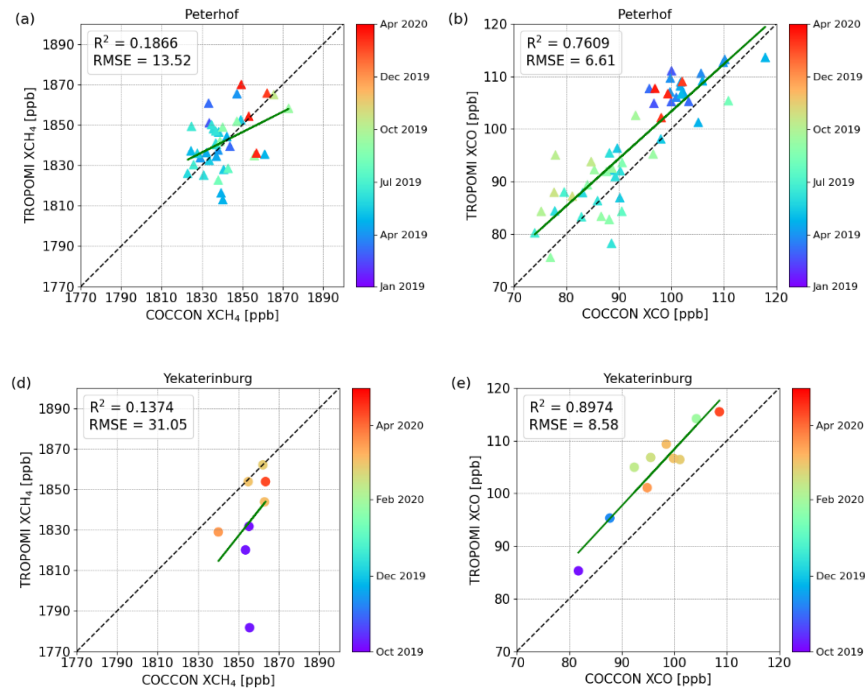 (a)
Peterhof
R² = 0.1866
RMSE = 13.52
TROPOMI XCH₄ [ppb]
1890
1870
1850
1830
1810
1790
1770
1770 1790 1810 1830 1850 1870 1890
COCCON XCH₄ [ppb]
Apr 2020
Dec 2019
Oct 2019
Jul 2019
Apr 2019
Jan 2019
(b)
Peterhof
R² = 0.7609
RMSE = 6.61
TROPOMI XCO [ppb]
120
110
100
90
80
70
70 80 90 100 110 120
COCCON XCO [ppb]
Apr 2020
Dec 2019
Oct 2019
Jul 2019
Apr 2019
Jan 2019
(d)
Yekaterinburg
R² = 0.1374
RMSE = 31.05
TROPOMI XCH₄ [ppb]
1890
1870
1850
1830
1810
1790
1770
1770 1790 1810 1830 1850 1870 1890
COCCON XCH₄ [ppb]
Apr 2020
Feb 2020
Dec 2019
Oct 2019
(e)
Yekaterinburg
R² = 0.8974
RMSE = 8.58
TROPOMI XCO [ppb]
120
110
100
90
80
70
70 80 90 100 110 120
COCCON XCO [ppb]
Apr 2020
Feb 2020
Dec 2019
Oct 2019